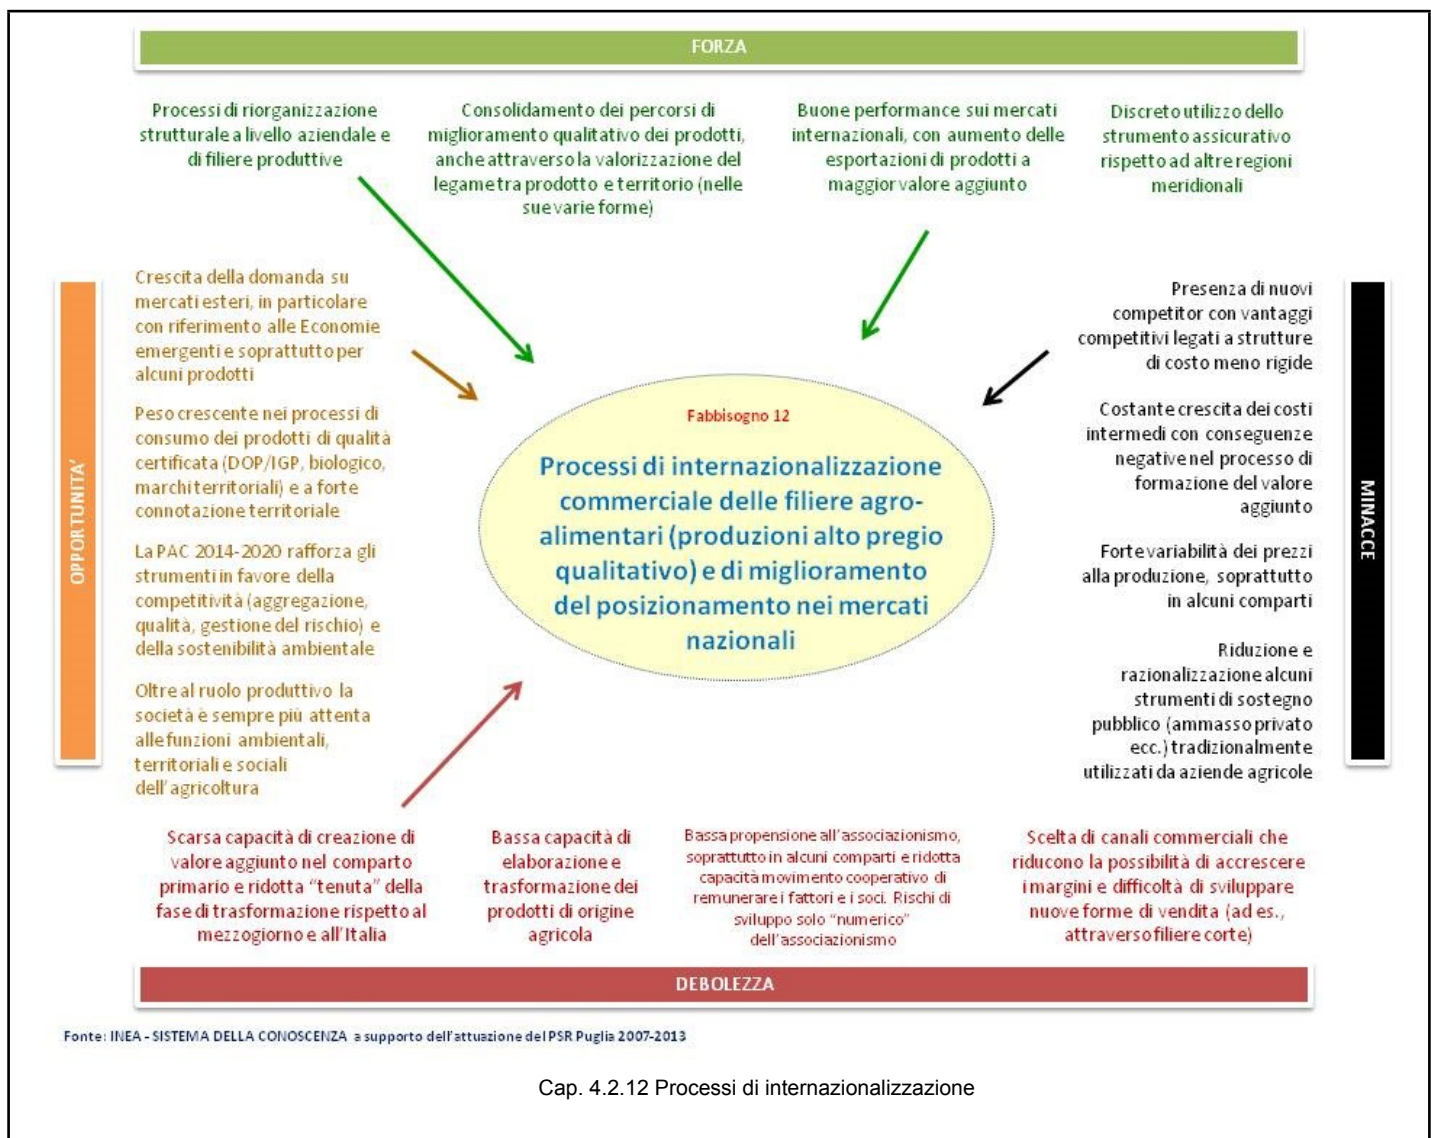 FORZA
Processi di riorganizzazione
strutturale a livello aziendale e
di filiere produttive
Consolidamento dei percorsi di
miglioramento qualitativo dei prodotti,
anche attraverso la valorizzazione del
legame tra prodotto e territorio (nelle
sue varie forme)
Buone performance sui mercati
internazionali, con aumento delle
esportazioni di prodotti a
maggior valore aggiunto
Discreto utilizzo dello
strumento assicurativo
rispetto ad altre regioni
meridionali
OPPORTUNITA'
Crescita della domanda su
mercati esteri, in particolare
con riferimento alle Economie
emergenti e soprattutto per
alcuni prodotti
Peso crescente nei processi di
consumo dei prodotti di qualità
certificata (DOP/IGP, biologico,
marchi territoriali) e a forte
connotazione territoriale
La PAC 2014-2020 rafforza gli
strumenti in favore della
competitività (aggregazione,
qualità, gestione del rischio) e
della sostenibilità ambientale
Oltre al ruolo produttivo la
società è sempre più attenta
alle funzioni ambientali,
territoriali e sociali
dell'agricoltura
Fabbisogno 12
Processi di internazionalizzazione
commerciale delle filiere agro-
alimentari (produzioni alto pregio
qualitativo) e di miglioramento
del posizionamento nei mercati
nazionali
Presenza di nuovi
competitor con vantaggi
competitivi legati a strutture
di costo meno rigide
Costante crescita dei costi
intermedi con conseguenze
negative nel processo di
formazione del valore
aggiunto
Forte variabilità dei prezzi
alla produzione, soprattutto
in alcuni comparti
Riduzione e
razionalizzazione alcuni
strumenti di sostegno
pubblico (ammasso privato
ecc.) tradizionalmente
utilizzati da aziende agricole
MINACCE
Scarsa capacità di creazione di
valore aggiunto nel comparto
primario e ridotta "tenuta" della
fase di trasformazione rispetto al
mezzogiorno e all'Italia
Bassa capacità di
elaborazione e
trasformazione dei
prodotti di origine
agricola
Bassa propensione all'associazionismo,
soprattutto in alcuni comparti e ridotta
capacità movimento cooperativo di
remunerare i fattori e i soci. Rischi di
sviluppo solo "numerico"
dell'associazionismo
Scelta di canali commerciali che
riducono la possibilità di accrescere
i margini e difficoltà di sviluppare
nuove forme di vendita (ad es.,
attraverso filiere corte)
DEBOLEZZA
Fonte: INEA - SISTEMA DELLA CONOSCENZA a supporto dell'attuazione del PSR Puglia 2007-2013
Cap. 4.2.12 Processi di internazionalizzazione